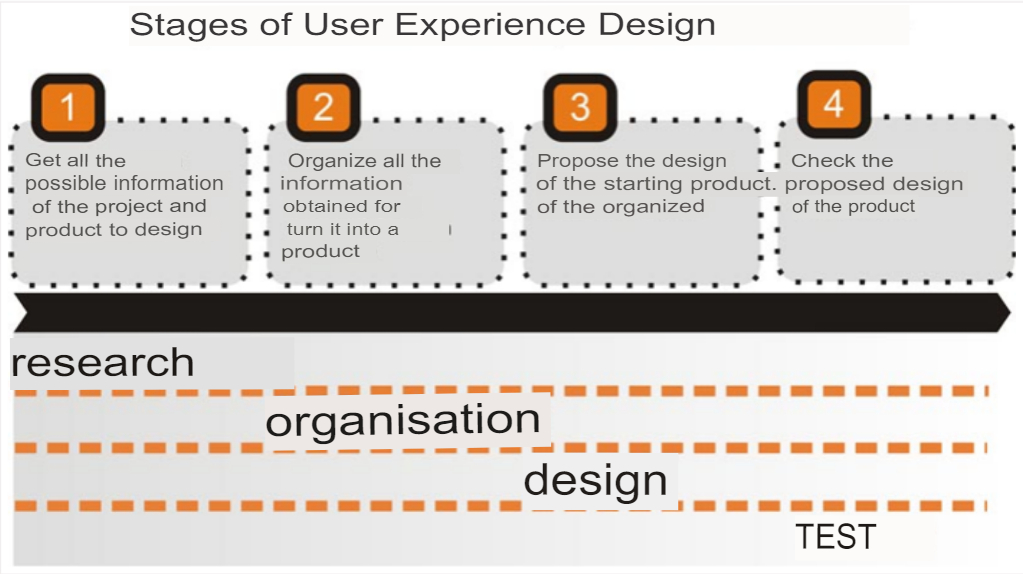 Stages of User Experience Design
1
Get all the
possible information
of the project and
product to design
2
Organize all the
information
obtained for
turn it into a
product
3
Propose the design
of the starting product.
of the organized
4
Check the
proposed design
of the product
research
organisation
design
TEST